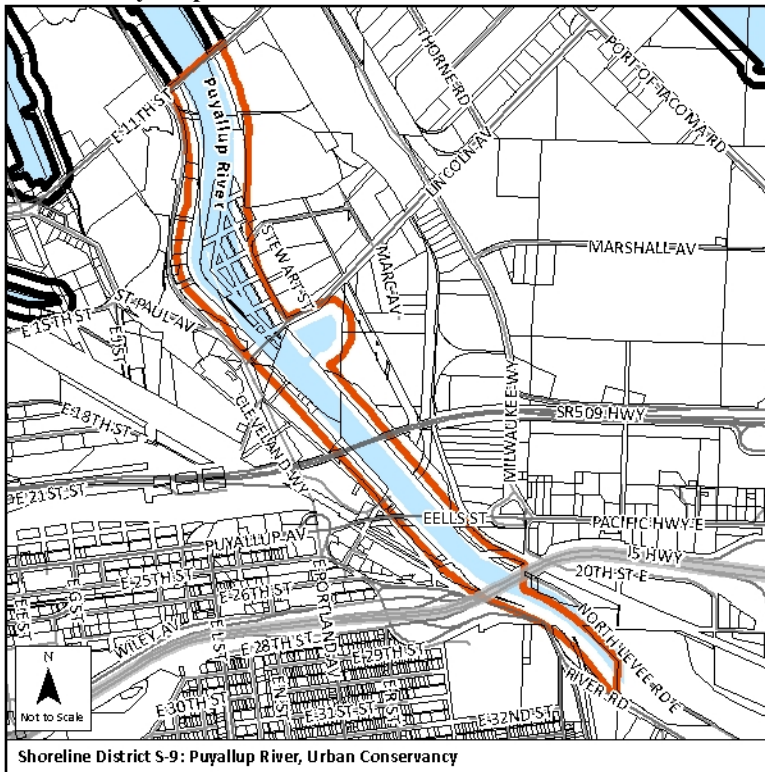 THORNE RD
PORT OF TACOMA RD
E 11TH ST
Puyallup River
LINCOLN AV
STEWART ST
MARC AV
MARSHALL AV
ST PAUL AV
E 15TH ST
MILWAUKEE WY
E 18TH ST
CLEVELAND WY
SR509 HWY
E 21ST ST
EELLS ST
PACIFIC HWY E
PUYALLUP AV
I5 HWY
E 25TH ST
20TH ST E
E G ST
E 26TH ST
E PORTLAND AV
E L ST
WILEY AV
E 28TH ST
NORTH LEVEE RD E
E 29TH ST
RIVER RD
N
E N ST
E R ST
E 30TH ST
E 31ST ST
E 32ND ST
Not to Scale
Shoreline District S-9: Puyallup River, Urban Conservancy